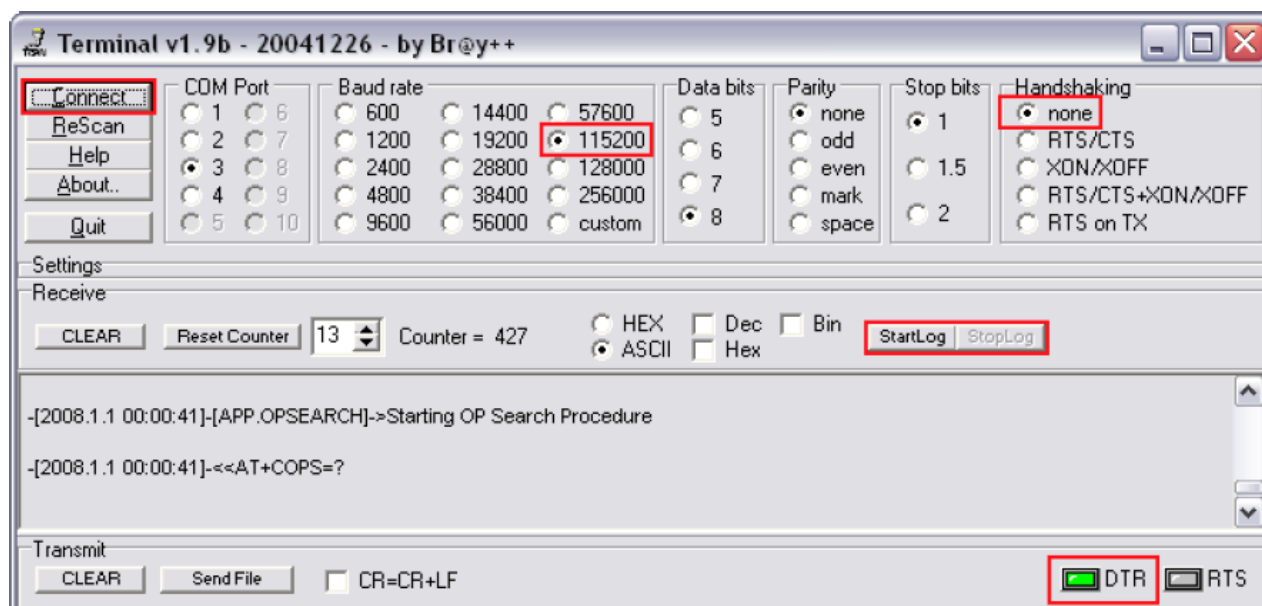 Terminal v1.9b - 20041226 - by Br@y++
Connect
ReScan
Help
About..
Quit
COM Port
1 6
2 7
3 8
4 9
5 10
Baud rate
600 14400 57600
1200 19200 115200
2400 28800 128000
4800 38400 256000
9600 56000 custom
Data bits
5
6
7
8
Parity
none
odd
even
mark
space
Stop bits
1
1.5
2
Handshaking
none
RTS/CTS
XON/XOFF
RTS/CTS+XON/XOFF
RTS on TX
Settings
Receive
CLEAR Reset Counter 13 Counter = 427
HEX Dec Bin
ASCII Hex
StartLog StopLog
-[2008.1.1 00:00:41]-[APP.OPSEARCH]->Starting OP Search Procedure
-[2008.1.1 00:00:41]-<<AT+COPS=?
Transmit
CLEAR Send File CR=CR+LF DTR RTS